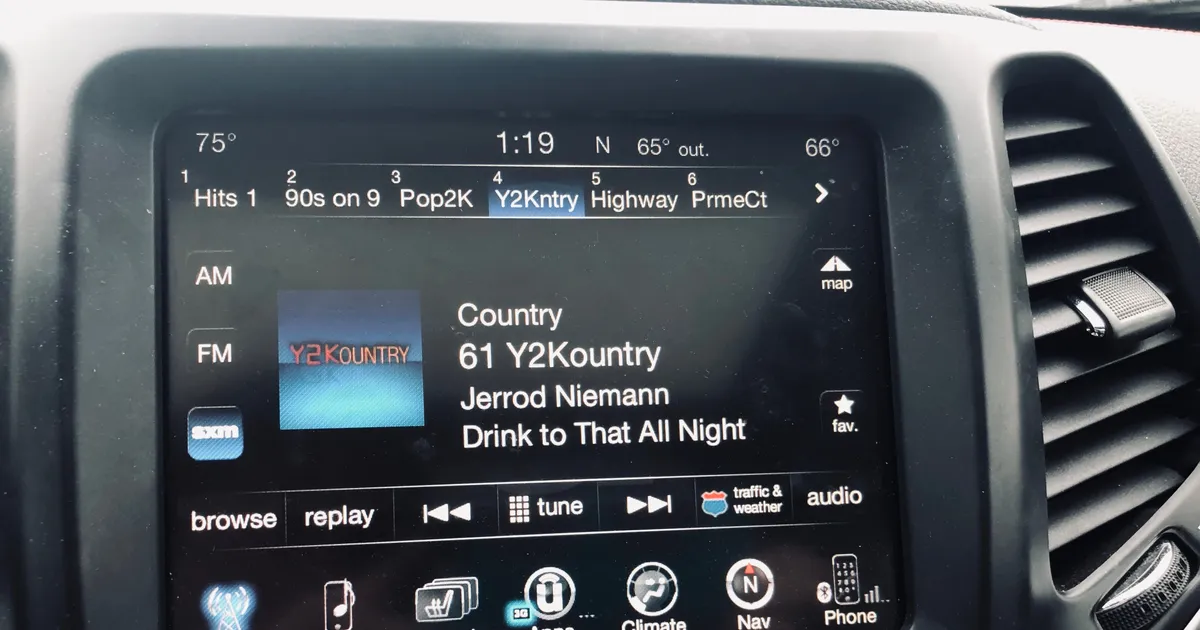 75° 1:19 N 65° out. 66°
1 2 3 4 5 6
Hits 1 90s on 9 Pop2K Y2Kntry Highway PrmeCt
AM
map
Country
Y2KOUNTRY
61 Y2Kountry
FM
Jerrod Niemann
fav.
sxm
Drink to That All Night
browse replay tune traffic & weather audio
3G
Apps
Climate
N
Nav
Phone